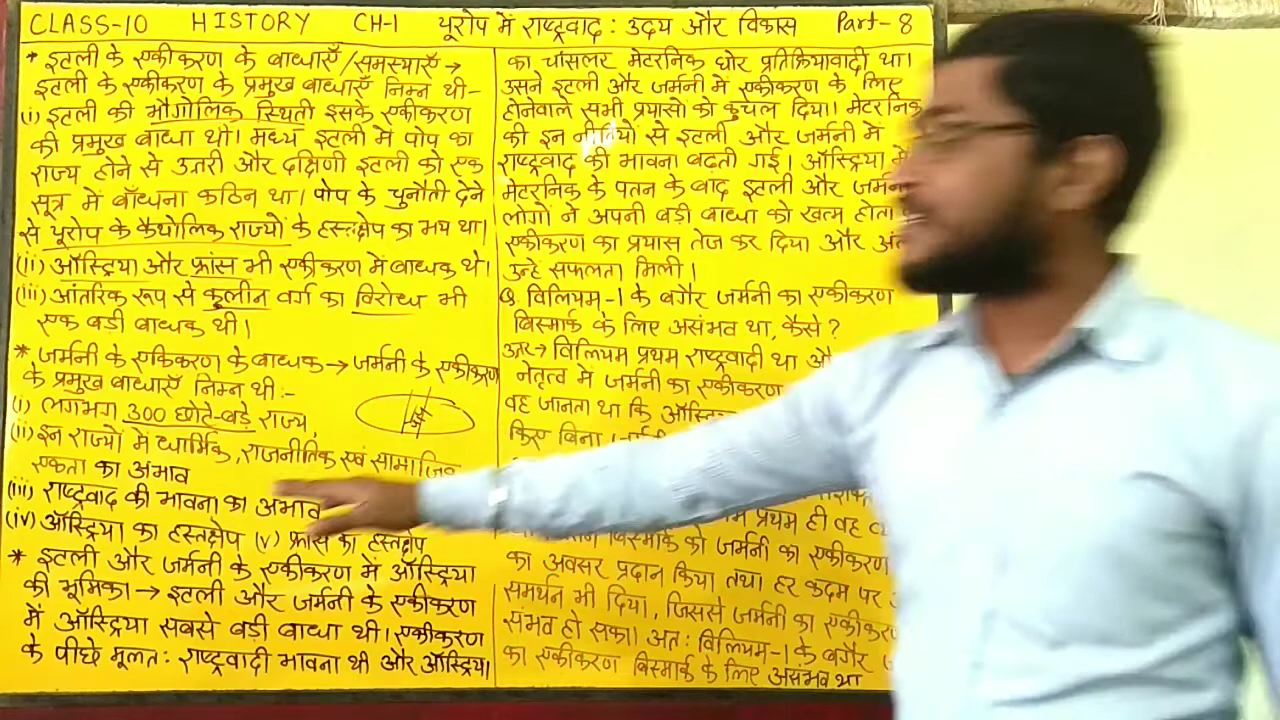 CLASS-10 HISTORY CH-1 यूरोप में राष्ट्रवाद : उदय और विकास Part-8
* इटली के एकीकरण के बाधाएँ/समस्याएँ →
इटली के एकीकरण के प्रमुख बाधाएँ निम्न थी-
(i) इटली की भौगोलिक स्थिती इसके एकीकरण
की प्रमुख बाधा थी। मध्य इटली में पोप का
राज्य होने से उत्तरी और दक्षिणी इटली को एक
सूत्र में बाँधना कठिन था। पोप के चुनौती देने
से यूरोप के कैथोलिक राज्यों के हस्तक्षेप का भय था।
(ii) ऑस्ट्रिया और फ्रांस भी एकीकरण में बाधक थे।
(iii) आंतरिक रूप से कुलीन वर्ग का विरोध भी
एक बड़ी बाधक थी।
* जर्मनी के एकिकरण के बाधक → जर्मनी के एकीकरण
के प्रमुख बाधाएँ निम्न थी:-
(i) लगभग 300 छोटे-बड़े राज्य,
(ii) इन राज्यों में धार्मिक, राजनीतिक एवं सामाजिक
एकता का अभाव
(iii) राष्ट्रवाद की भावना का अभाव
(iv) ऑस्ट्रिया का हस्तक्षेप (v) फ्रांस का हस्तक्षेप
* इटली और जर्मनी के एकीकरण में ऑस्ट्रिया
की भूमिका → इटली और जर्मनी के एकीकरण
में ऑस्ट्रिया सबसे बड़ी बाधा थी। एकीकरण
के पीछे मूलत: राष्ट्रवादी भावना थी और ऑस्ट्रिया
का चांसलर मेटरनिक घोर प्रतिक्रियावादी था।
उसने इटली और जर्मनी में एकीकरण के लिए
होनेवाले सभी प्रयासों को कुचल दिया। मेटरनिक
की इन नीतियों से इटली और जर्मनी में
राष्ट्रवाद की भावना बढ़ती गई। ऑस्ट्रिया में
मेटरनिक के पतन के बाद इटली और
लोगों ने अपनी बड़ी बाधा को खत्म होता
एकीकरण का प्रयास तेज कर दिया और
उन्हें सफलता मिली।
Q. विलियम-1 के बगैर जर्मनी का एकीकरण
बिस्मार्क के लिए असंभव था, कैसे?
उत्तर→ विलियम प्रथम राष्ट्रवादी था
नेतृत्व में जर्मनी का एकीकरण
वह जानता था कि
किए बिना
प्रथम ही वह
बिस्मार्क को जर्मनी का एकीकरण
का अवसर प्रदान किया तथा हर कदम पर
समर्थन भी दिया, जिससे जर्मनी का एकीकरण
संभव हो सका। अत: विलियम-1 के बगैर
का एकीकरण बिस्मार्क के लिए असंभव था